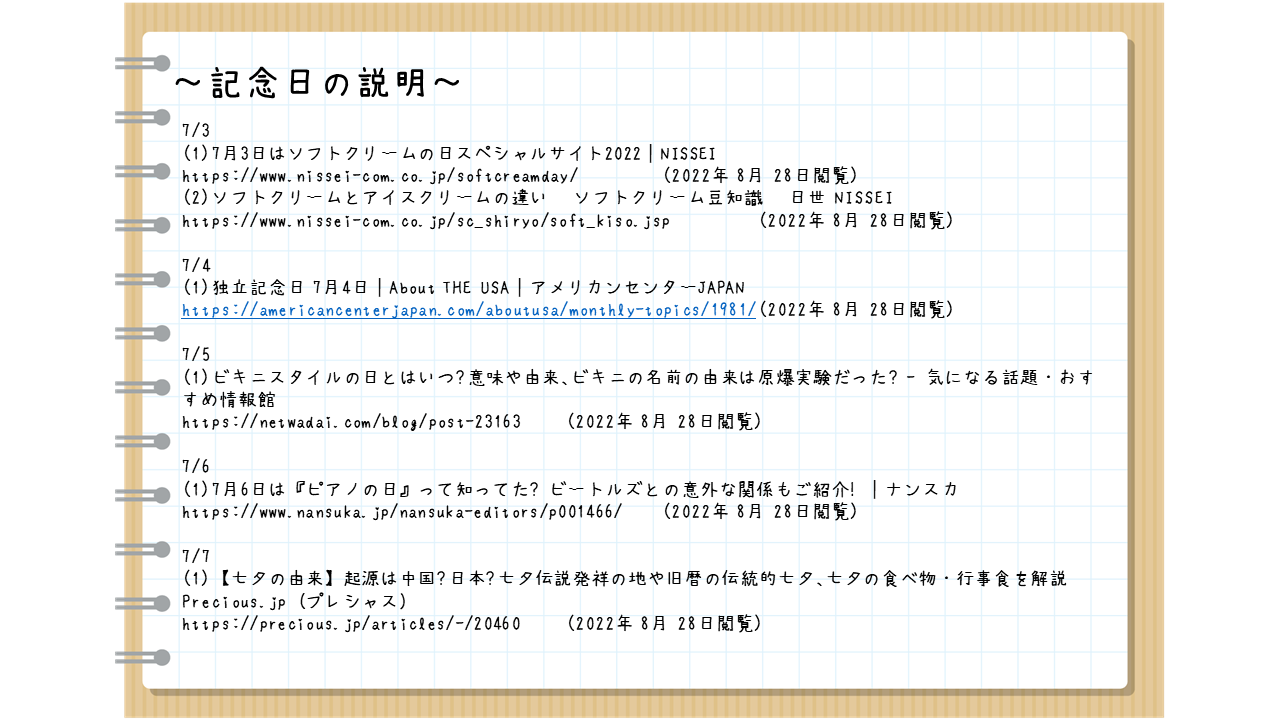 ～記念日の説明～
7/3
(1)7月3日はソフトクリームの日スペシャルサイト2022 | NISSEI
https://www.nissei-com.co.jp/softcreamday/ (2022年 8月 28日閲覧)
(2)ソフトクリームとアイスクリームの違い ソフトクリーム豆知識 日世 NISSEI
https://www.nissei-com.co.jp/sc_shiryo/soft_kiso.jsp (2022年 8月 28日閲覧)
7/4
(1)独立記念日 7月4日 | About THE USA | アメリカンセンターJAPAN
https://americancenterjapan.com/aboutusa/monthly-topics/1981/(2022年 8月 28日閲覧)
7/5
(1)ビキニスタイルの日とはいつ?意味や由来、ビキニの名前の由来は原爆実験だった? - 気になる話題・おす
すめ情報館
https://netwadai.com/blog/post-23163 (2022年 8月 28日閲覧)
7/6
(1)7月6日は『ピアノの日』って知ってた? ビートルズとの意外な関係もご紹介! | ナンスカ
https://www.nansuka.jp/nansuka-editors/p001466/ (2022年 8月 28日閲覧)
7/7
(1)【七夕の由来】起源は中国?日本?七夕伝説発祥の地や旧暦の伝統的七夕、七夕の食べ物・行事食を解説
Precious.jp (プレシャス)
https://precious.jp/articles/-/20460 (2022年 8月 28日閲覧)